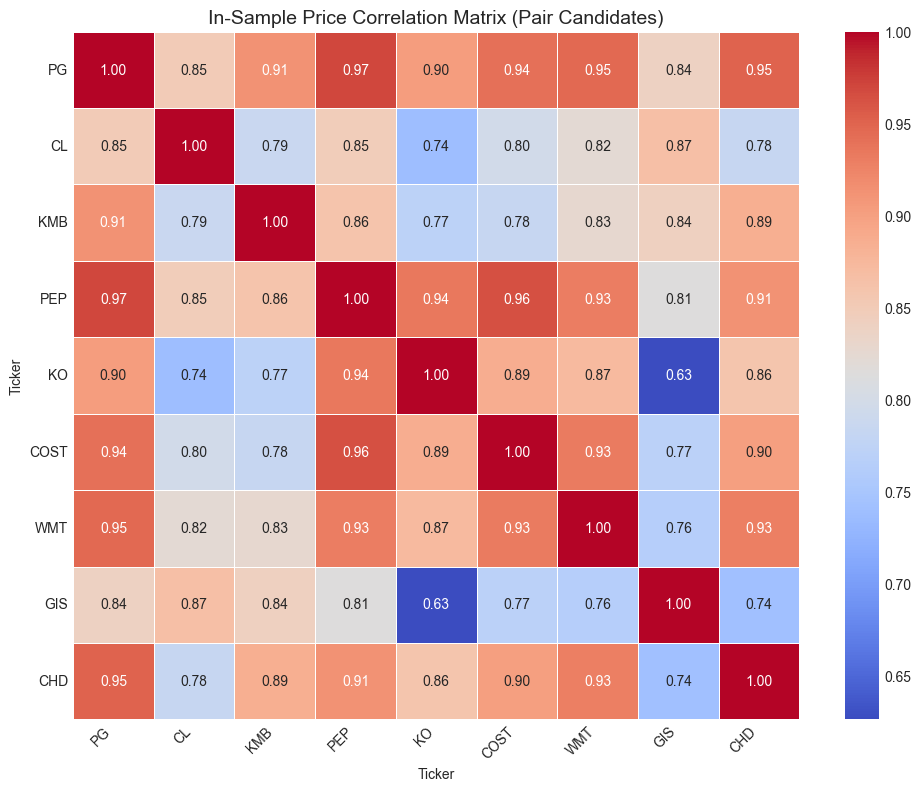 In-Sample Price Correlation Matrix (Pair Candidates)
PG 1.00 0.85 0.91 0.97 0.90 0.94 0.95 0.84 0.95
CL 0.85 1.00 0.79 0.85 0.74 0.80 0.82 0.87 0.78
KMB 0.91 0.79 1.00 0.86 0.77 0.78 0.83 0.84 0.89
PEP 0.97 0.85 0.86 1.00 0.94 0.96 0.93 0.81 0.91
KO 0.90 0.74 0.77 0.94 1.00 0.89 0.87 0.63 0.86
COST 0.94 0.80 0.78 0.96 0.89 1.00 0.93 0.77 0.90
WMT 0.95 0.82 0.83 0.93 0.87 0.93 1.00 0.76 0.93
GIS 0.84 0.87 0.84 0.81 0.63 0.77 0.76 1.00 0.74
CHD 0.95 0.78 0.89 0.91 0.86 0.90 0.93 0.74 1.00
Ticker
PG CL KMB PEP KO COST WMT GIS CHD
Ticker
1.00
0.95
0.90
0.85
0.80
0.75
0.70
0.65